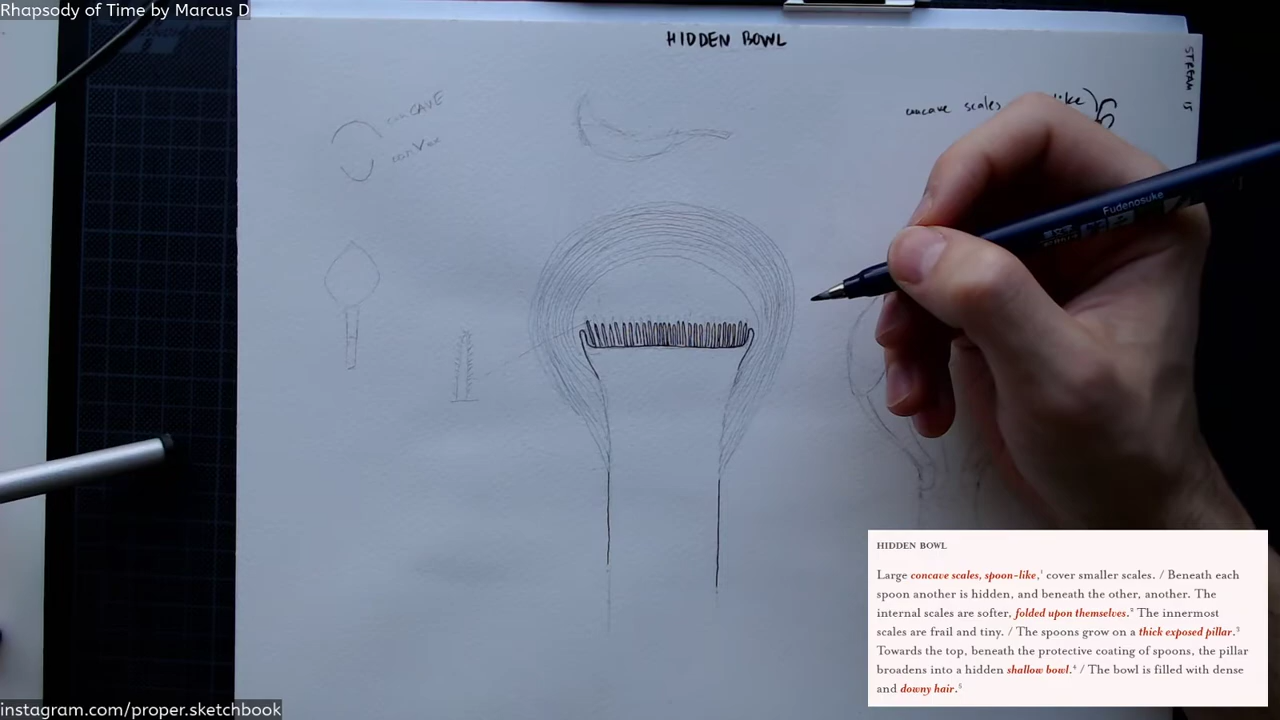 Rhapsody of Time by Marcus D
HIDDEN BOWL
STREAM 15
conCAVE
conVex
concave scales
like)
Fudenosuke
HIDDEN BOWL
Large concave scales, spoon-like,¹ cover smaller scales. / Beneath each
spoon another is hidden, and beneath the other, another. The
internal scales are softer, folded upon themselves.² The innermost
scales are frail and tiny. / The spoons grow on a thick exposed pillar.³
Towards the top, beneath the protective coating of spoons, the pillar
broadens into a hidden shallow bowl.⁴ / The bowl is filled with dense
and downy hair.⁵
instagram.com/proper.sketchbook